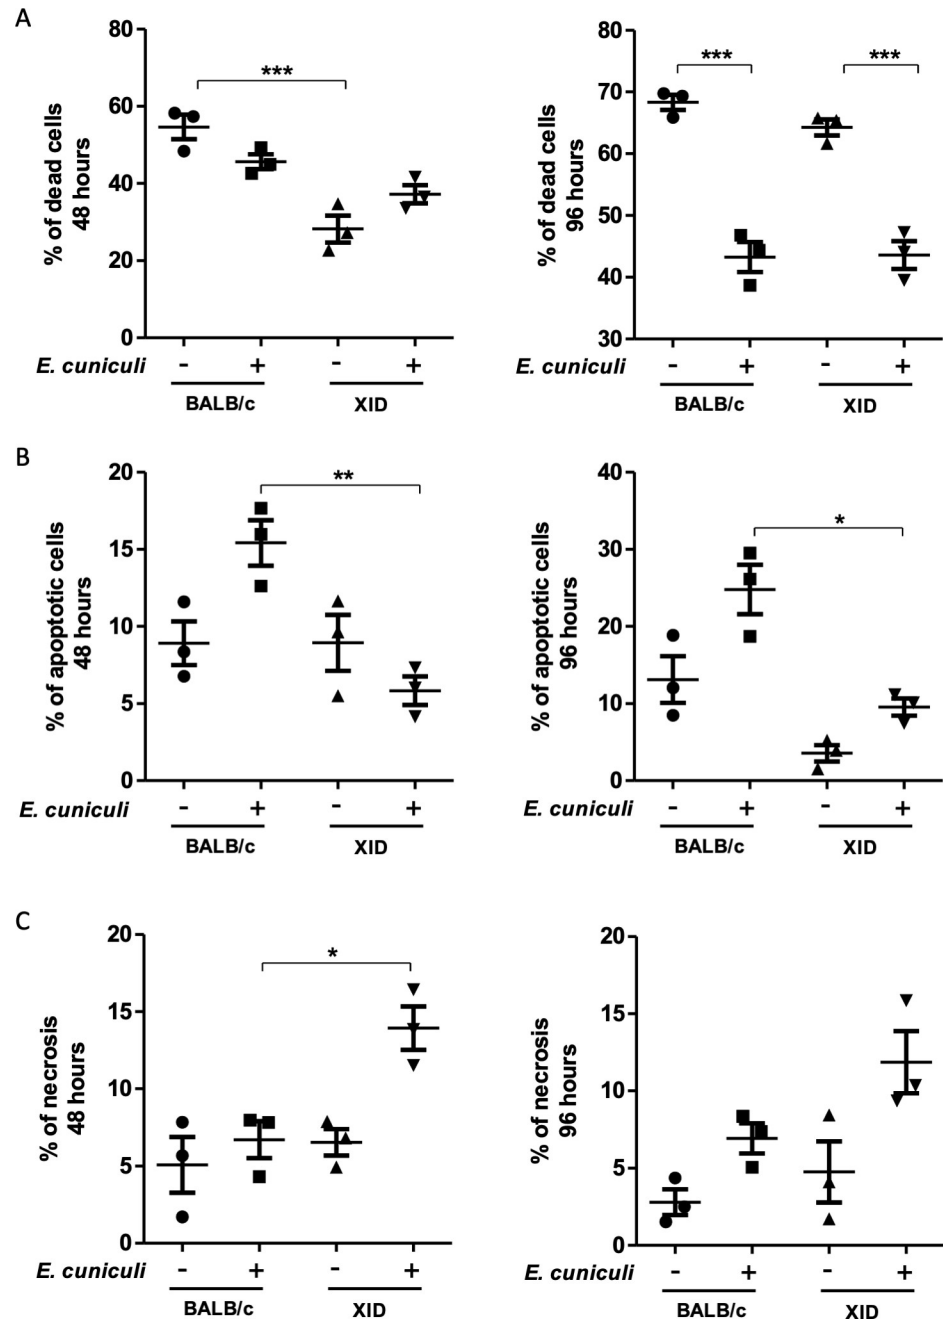 A
% of dead cells
48 hours
80
60
40
20
0
***
E. cuniculi - + - +
BALB/c XID
% of dead cells
96 hours
80
70
60
50
40
30
*** ***
- + - +
BALB/c XID
B
% of apoptotic cells
48 hours
20
15
10
5
0
**
E. cuniculi - + - +
BALB/c XID
% of apoptotic cells
96 hours
40
30
20
10
0
*
- + - +
BALB/c XID
C
% of necrosis
48 hours
20
15
10
5
0
*
E. cuniculi - + - +
BALB/c XID
% of necrosis
96 hours
20
15
10
5
0
- + - +
BALB/c XID